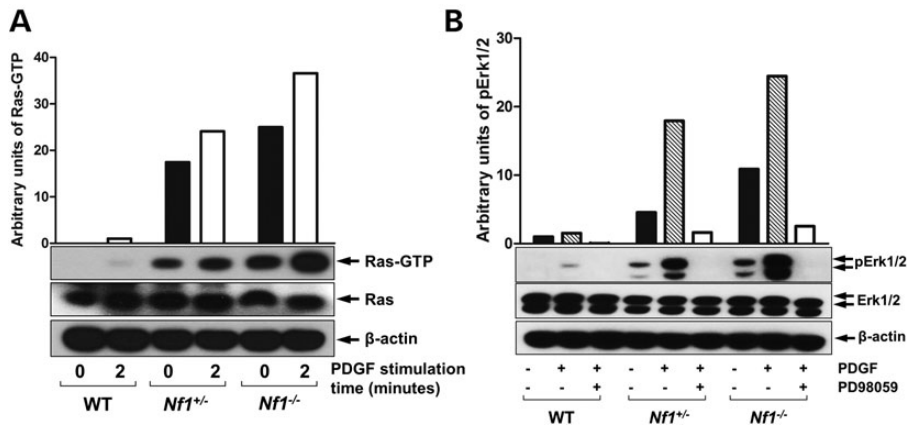 A
B
Arbitrary units of Ras-GTP
40
30
20
10
0
Ras-GTP
Ras
β-actin
0 2 0 2 0 2 PDGF stimulation
time (minutes)
WT Nf1+/- Nf1-/-
Arbitrary units of pErk1/2
30
20
10
0
pErk1/2
Erk1/2
β-actin
- + + - + + - + + PDGF
- - + - - + - - + PD98059
WT Nf1+/- Nf1-/-